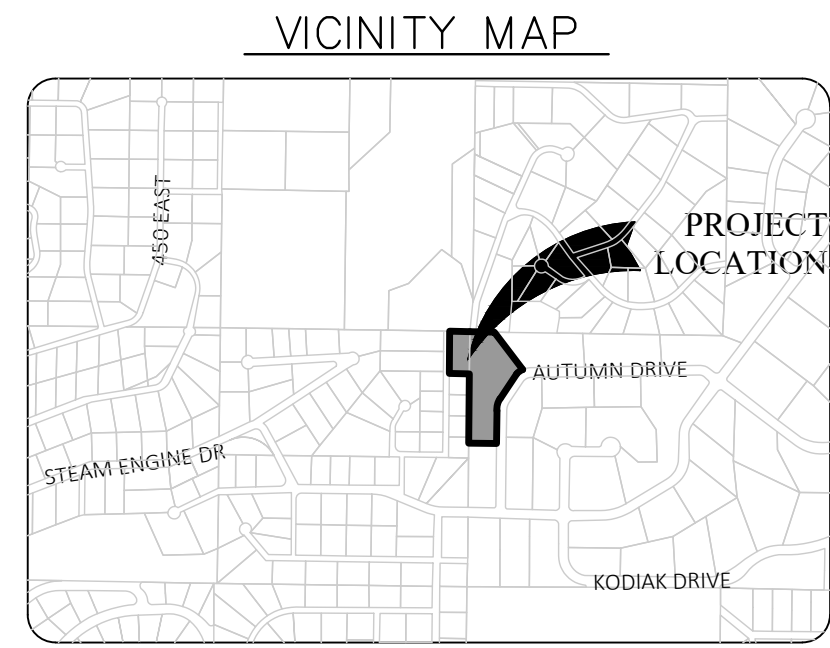 VICINITY MAP
450 EAST
PROJECT
LOCATION
AUTUMN DRIVE
STEAM ENGINE DR
KODIAK DRIVE